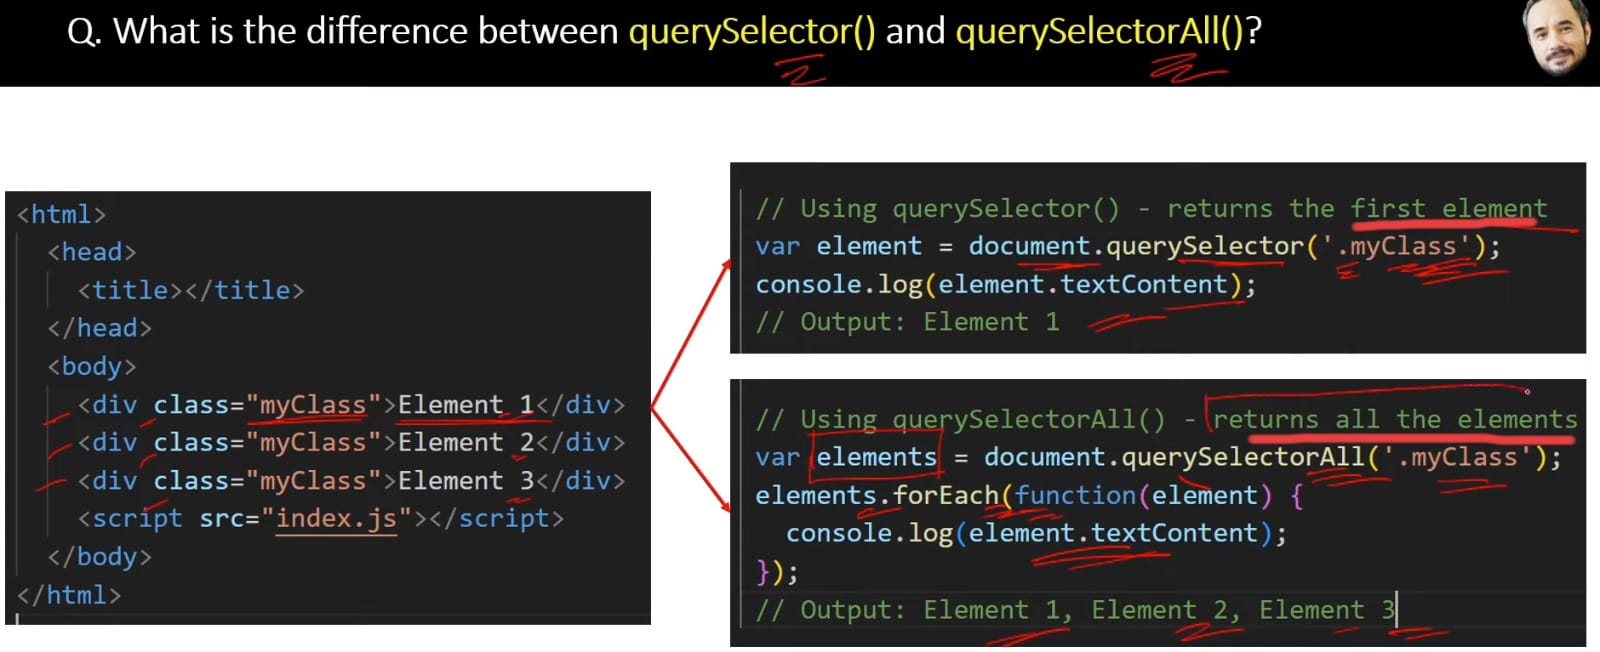 Q. What is the difference between querySelector() and querySelectorAll()?
<html>
<head>
<title></title>
</head>
<body>
<div class="myClass">Element 1</div>
<div class="myClass">Element 2</div>
<div class="myClass">Element 3</div>
<script src="index.js"></script>
</body>
</html>
// Using querySelector() - returns the first element
var element = document.querySelector('.myClass');
console.log(element.textContent);
// Output: Element 1
// Using querySelectorAll() - returns all the elements
var elements = document.querySelectorAll('.myClass');
elements.forEach(function(element) {
console.log(element.textContent);
});
// Output: Element 1, Element 2, Element 3